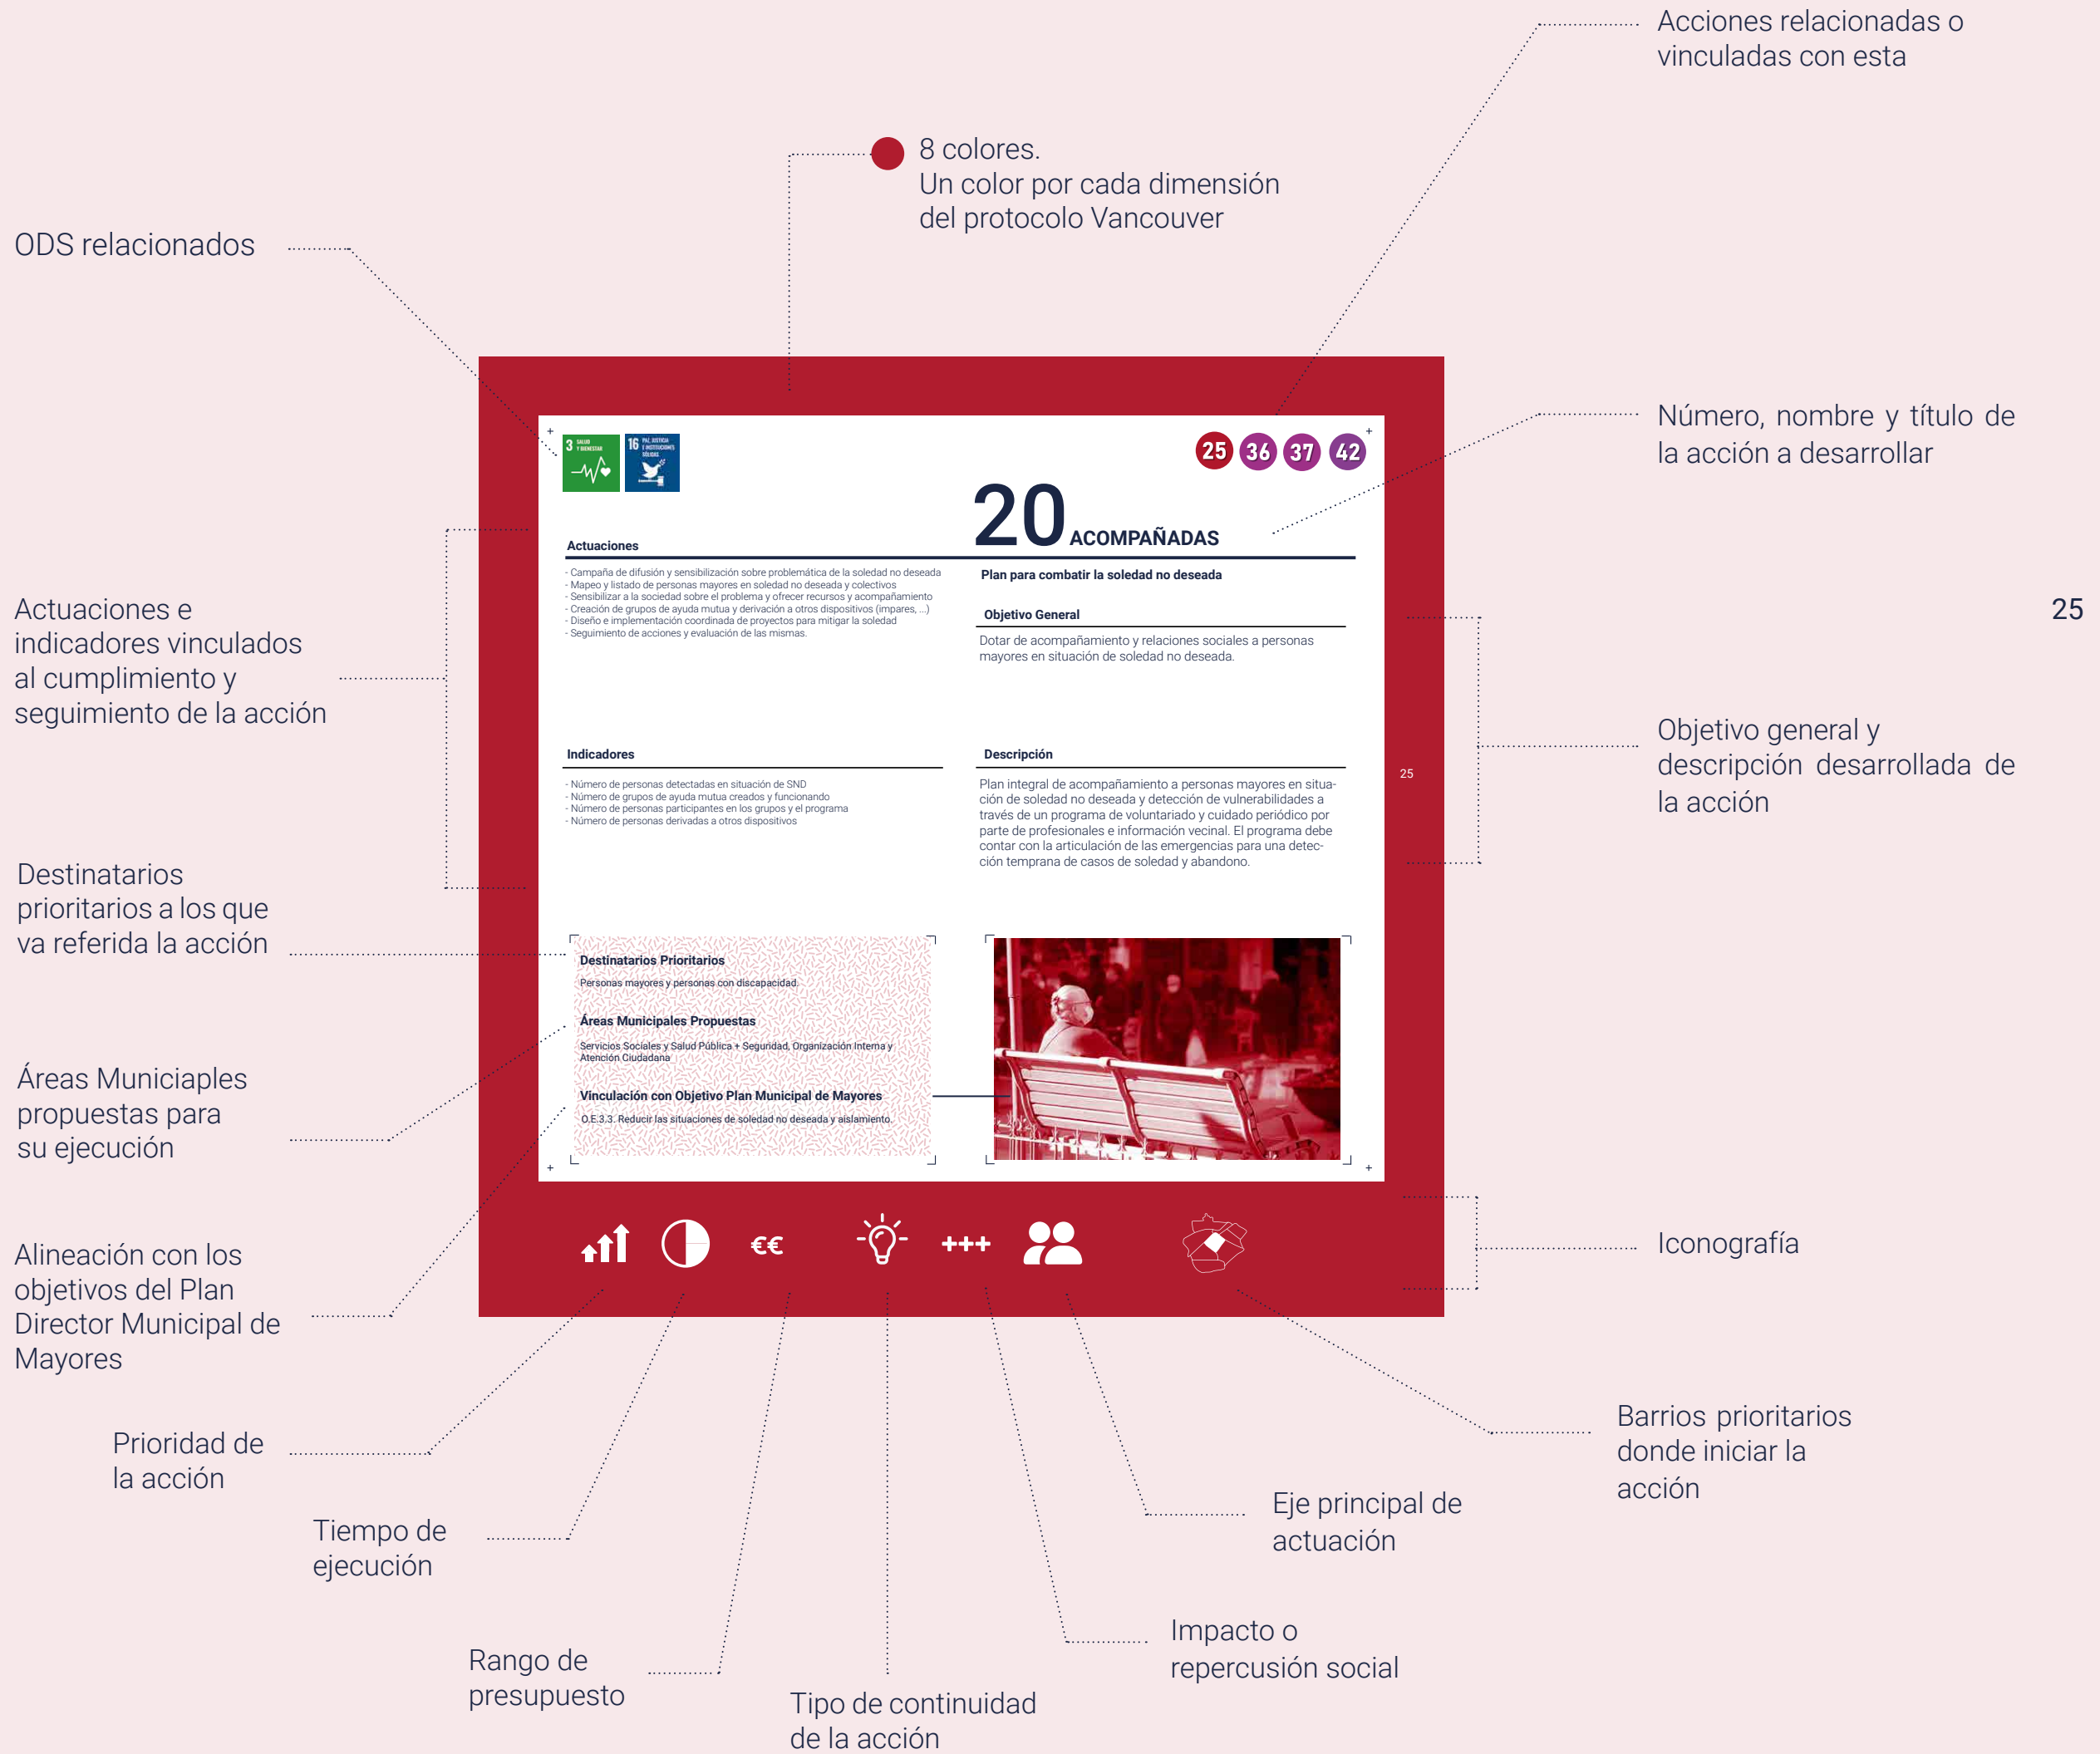 Acciones relacionadas o
vinculadas con esta
8 colores.
Un color por cada dimensión
del protocolo Vancouver
ODS relacionados
Número, nombre y título de
la acción a desarrollar
3 SALUD
Y BIENESTAR
16 PAZ, JUSTICIA
E INSTITUCIONES
SÓLIDAS
25 36 37 42
20 ACOMPAÑADAS
Actuaciones
- Campaña de difusión y sensibilización sobre problemática de la soledad no deseada
- Mapeo y listado de personas mayores en soledad no deseada y colectivos
- Sensibilizar a la sociedad sobre el problema y ofrecer recursos y acompañamiento
- Creación de grupos de ayuda mutua y derivación a otros dispositivos (impares, ...)
- Diseño e implementación coordinada de proyectos para mitigar la soledad
- Seguimiento de acciones y evaluación de las mismas.
Plan para combatir la soledad no deseada
Objetivo General
Dotar de acompañamiento y relaciones sociales a personas
mayores en situación de soledad no deseada.
Actuaciones e
indicadores vinculados
al cumplimiento y
seguimiento de la acción
25
Indicadores
- Número de personas detectadas en situación de SND
- Número de grupos de ayuda mutua creados y funcionando
- Número de personas participantes en los grupos y el programa
- Número de personas derivadas a otros dispositivos
Descripción
Plan integral de acompañamiento a personas mayores en situa-
ción de soledad no deseada y detección de vulnerabilidades a
través de un programa de voluntariado y cuidado periódico por
parte de profesionales e información vecinal. El programa debe
contar con la articulación de las emergencias para una detec-
ción temprana de casos de soledad y abandono.
25
Objetivo general y
descripción desarrollada de
la acción
Destinatarios
prioritarios a los que
va referida la acción
Destinatarios Prioritarios
Personas mayores y personas con discapacidad.
Áreas Municipales Propuestas
Servicios Sociales y Salud Pública + Seguridad, Organización Interna y
Atención Ciudadana
Vinculación con Objetivo Plan Municipal de Mayores
O.E.3.3. Reducir las situaciones de soledad no deseada y aislamiento.
Áreas Municiaples
propuestas para
su ejecución
€€
+++
Iconografía
Alineación con los
objetivos del Plan
Director Municipal de
Mayores
Prioridad de
la acción
Tiempo de
ejecución
Rango de
presupuesto
Tipo de continuidad
de la acción
Impacto o
repercusión social
Eje principal de
actuación
Barrios prioritarios
donde iniciar la
acción